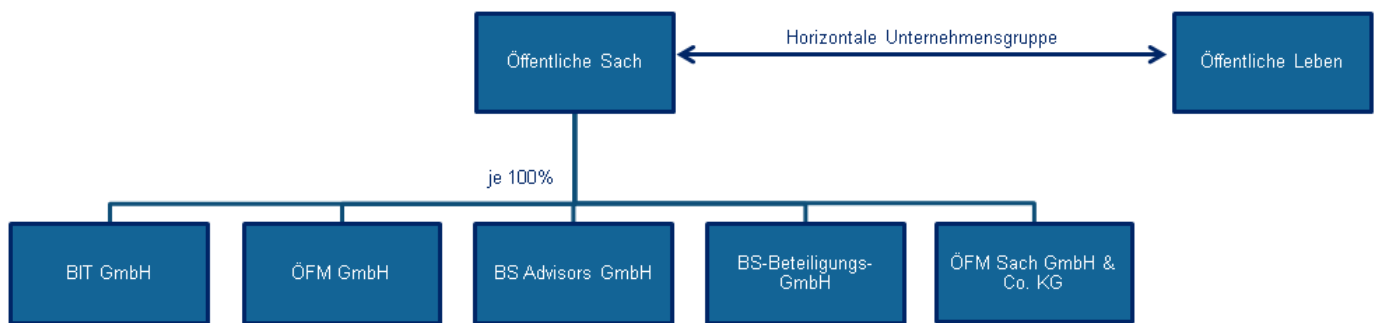 Horizontale Unternehmensgruppe
Öffentliche Sach
Öffentliche Leben
je 100%
BIT GmbH
ÖFM GmbH
BS Advisors GmbH
BS-Beteiligungs-
GmbH
ÖFM Sach GmbH &
Co. KG